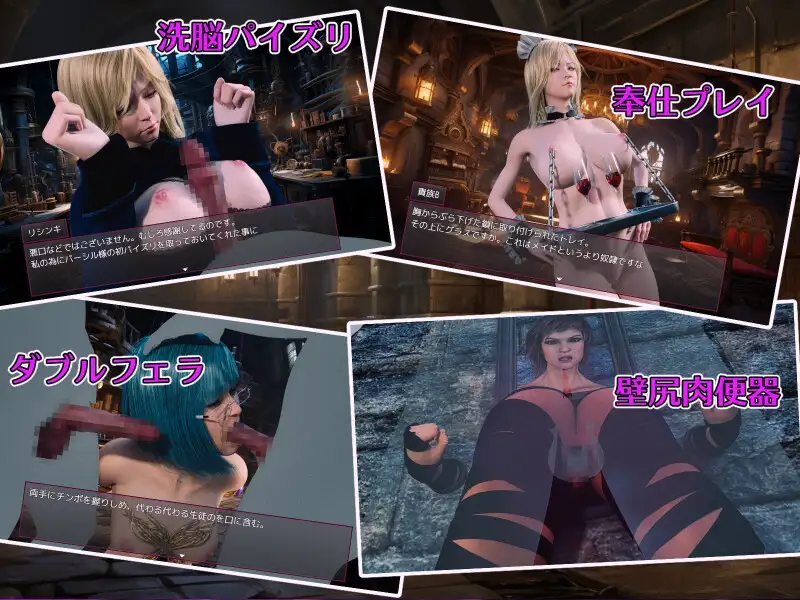 洗脳パイズリ
リシンキ
悪口などではございません。むしろ感謝してるのです。
私の為にパーシル様の初パイズリを取っておいてくれた事に
奉仕プレイ
貴族B
胸からぶら下げた鎖に取り付けられたトレイ。
その上にグラスですか。これはメイドというより奴隷ですな
ダブルフェラ
両手にチンポを握りしめ、代わる代わる生徒のを口に含む。
壁尻肉便器